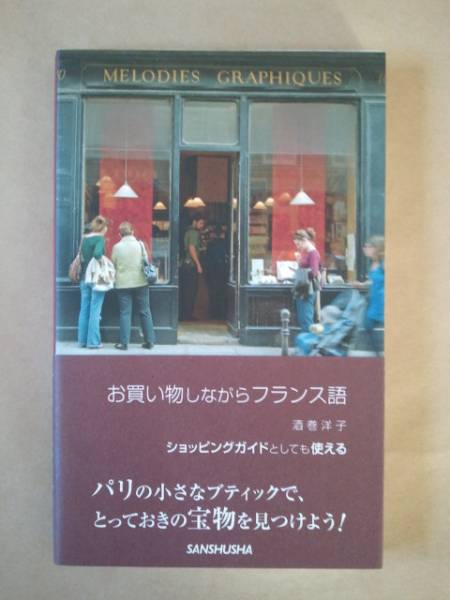 MELODIES GRAPHIQUES
お買い物しながらフランス語
酒巻洋子
ショッピングガイドとしても使える
パリの小さなブティックで、
とっておきの宝物を見つけよう!
SANSHUSHA